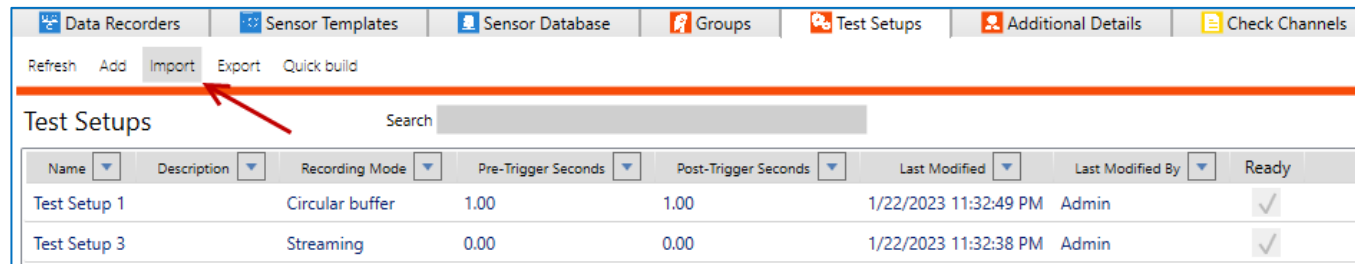 Data Recorders Sensor Templates Sensor Database Groups Test Setups Additional Details Check Channels
Refresh Add Import Export Quick build
Test Setups Search
Name Description Recording Mode Pre-Trigger Seconds Post-Trigger Seconds Last Modified Last Modified By Ready
Test Setup 1 Circular buffer 1.00 1.00 1/22/2023 11:32:49 PM Admin
Test Setup 3 Streaming 0.00 0.00 1/22/2023 11:32:38 PM Admin